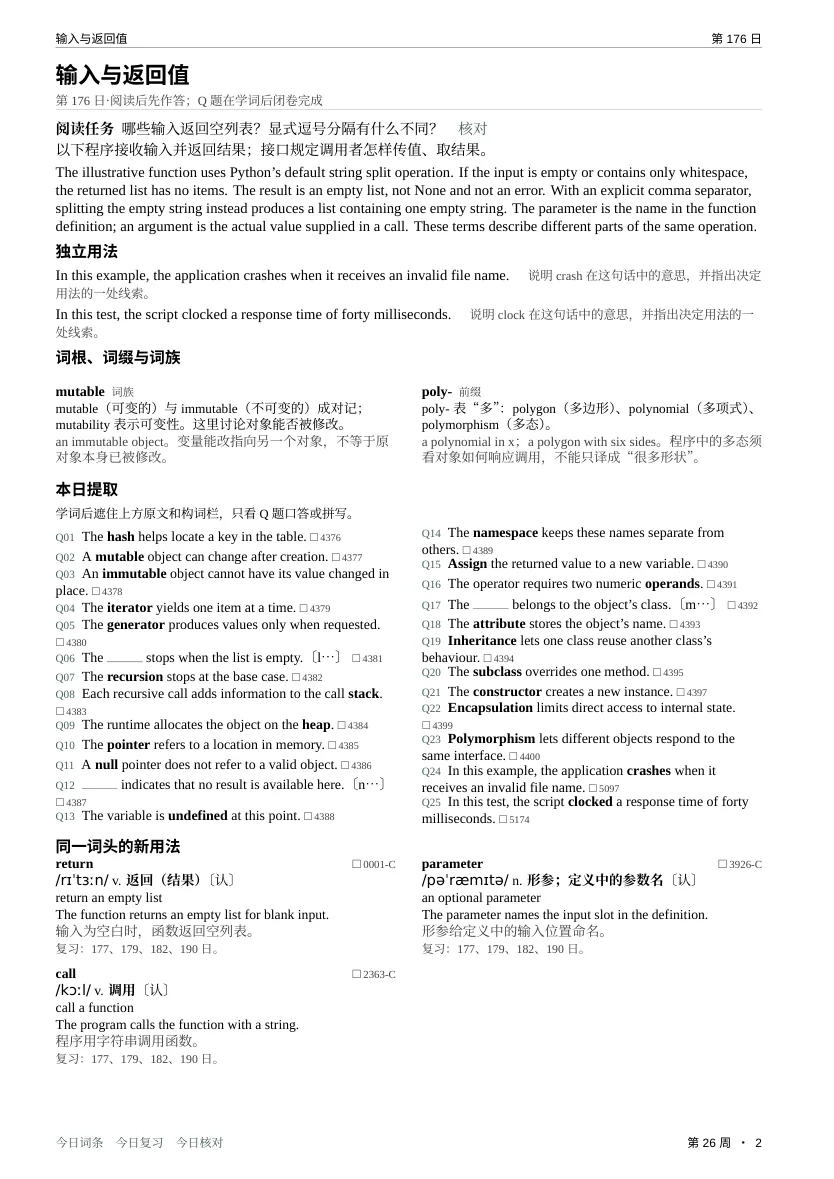 输入与返回值
第 176 日
输入与返回值
第 176 日·阅读后先作答；Q 题在学词后闭卷完成
阅读任务 哪些输入返回空列表？显式逗号分隔有什么不同？ 核对
以下程序接收输入并返回结果；接口规定调用者怎样传值、取结果。
The illustrative function uses Python’s default string split operation. If the input is empty or contains only whitespace,
the returned list has no items. The result is an empty list, not None and not an error. With an explicit comma separator,
splitting the empty string instead produces a list containing one empty string. The parameter is the name in the function
definition; an argument is the actual value supplied in a call. These terms describe different parts of the same operation.
独立用法
In this example, the application crashes when it receives an invalid file name. 说明 crash 在这句话中的意思，并指出决定
用法的一处线索。
In this test, the script clocked a response time of forty milliseconds. 说明 clock 在这句话中的意思，并指出决定用法的一
处线索。
词根、词缀与词族
mutable 词族
mutable（可变的）与 immutable（不可变的）成对记；
mutability 表示可变性。这里讨论对象能否被修改。
an immutable object。变量能改指向另一个对象，不等于原
对象本身已被修改。
poly- 前缀
poly- 表“多”：polygon（多边形）、polynomial（多项式）、
polymorphism（多态）。
a polynomial in x；a polygon with six sides。程序中的多态须
看对象如何响应调用，不能只译成“很多形状”。
本日提取
学词后遮住上方原文和构词栏，只看 Q 题口答或拼写。
Q01 The hash helps locate a key in the table. □ 4376
Q02 A mutable object can change after creation. □ 4377
Q03 An immutable object cannot have its value changed in
place. □ 4378
Q04 The iterator yields one item at a time. □ 4379
Q05 The generator produces values only when requested.
□ 4380
Q06 The _____ stops when the list is empty.〔l···〕 □ 4381
Q07 The recursion stops at the base case. □ 4382
Q08 Each recursive call adds information to the call stack.
□ 4383
Q09 The runtime allocates the object on the heap. □ 4384
Q10 The pointer refers to a location in memory. □ 4385
Q11 A null pointer does not refer to a valid object. □ 4386
Q12 _____ indicates that no result is available here.〔n···〕
□ 4387
Q13 The variable is undefined at this point. □ 4388
Q14 The namespace keeps these names separate from
others. □ 4389
Q15 Assign the returned value to a new variable. □ 4390
Q16 The operator requires two numeric operands. □ 4391
Q17 The _____ belongs to the object’s class.〔m···〕 □ 4392
Q18 The attribute stores the object’s name. □ 4393
Q19 Inheritance lets one class reuse another class’s
behaviour. □ 4394
Q20 The subclass overrides one method. □ 4395
Q21 The constructor creates a new instance. □ 4397
Q22 Encapsulation limits direct access to internal state.
□ 4399
Q23 Polymorphism lets different objects respond to the
same interface. □ 4400
Q24 In this example, the application crashes when it
receives an invalid file name. □ 5097
Q25 In this test, the script clocked a response time of forty
milliseconds. □ 5174
同一词头的新用法
return □ 0001-C
/rɪˈtɜːn/ v. 返回（结果）〔认〕
return an empty list
The function returns an empty list for blank input.
输入为空白时，函数返回空列表。
复习：177、179、182、190 日。
parameter □ 3926-C
/pəˈræmɪtə/ n. 形参；定义中的参数名〔认〕
an optional parameter
The parameter names the input slot in the definition.
形参给定义中的输入位置命名。
复习：177、179、182、190 日。
call □ 2363-C
/kɔːl/ v. 调用〔认〕
call a function
The program calls the function with a string.
程序用字符串调用函数。
复习：177、179、182、190 日。
今日词条 今日复习 今日核对
第 26 周 · 2